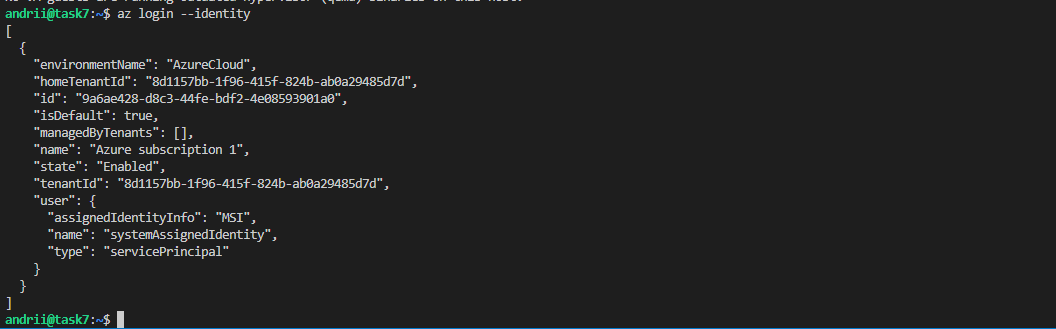 andrii@task7:~$ az login --identity
[
  {
    "environmentName": "AzureCloud",
    "homeTenantId": "8d1157bb-1f96-415f-824b-ab0a29485d7d",
    "id": "9a6ae428-d8c3-44fe-bdf2-4e08593901a0",
    "isDefault": true,
    "managedByTenants": [],
    "name": "Azure subscription 1",
    "state": "Enabled",
    "tenantId": "8d1157bb-1f96-415f-824b-ab0a29485d7d",
    "user": {
      "assignedIdentityInfo": "MSI",
      "name": "systemAssignedIdentity",
      "type": "servicePrincipal"
    }
  }
]
andrii@task7:~$